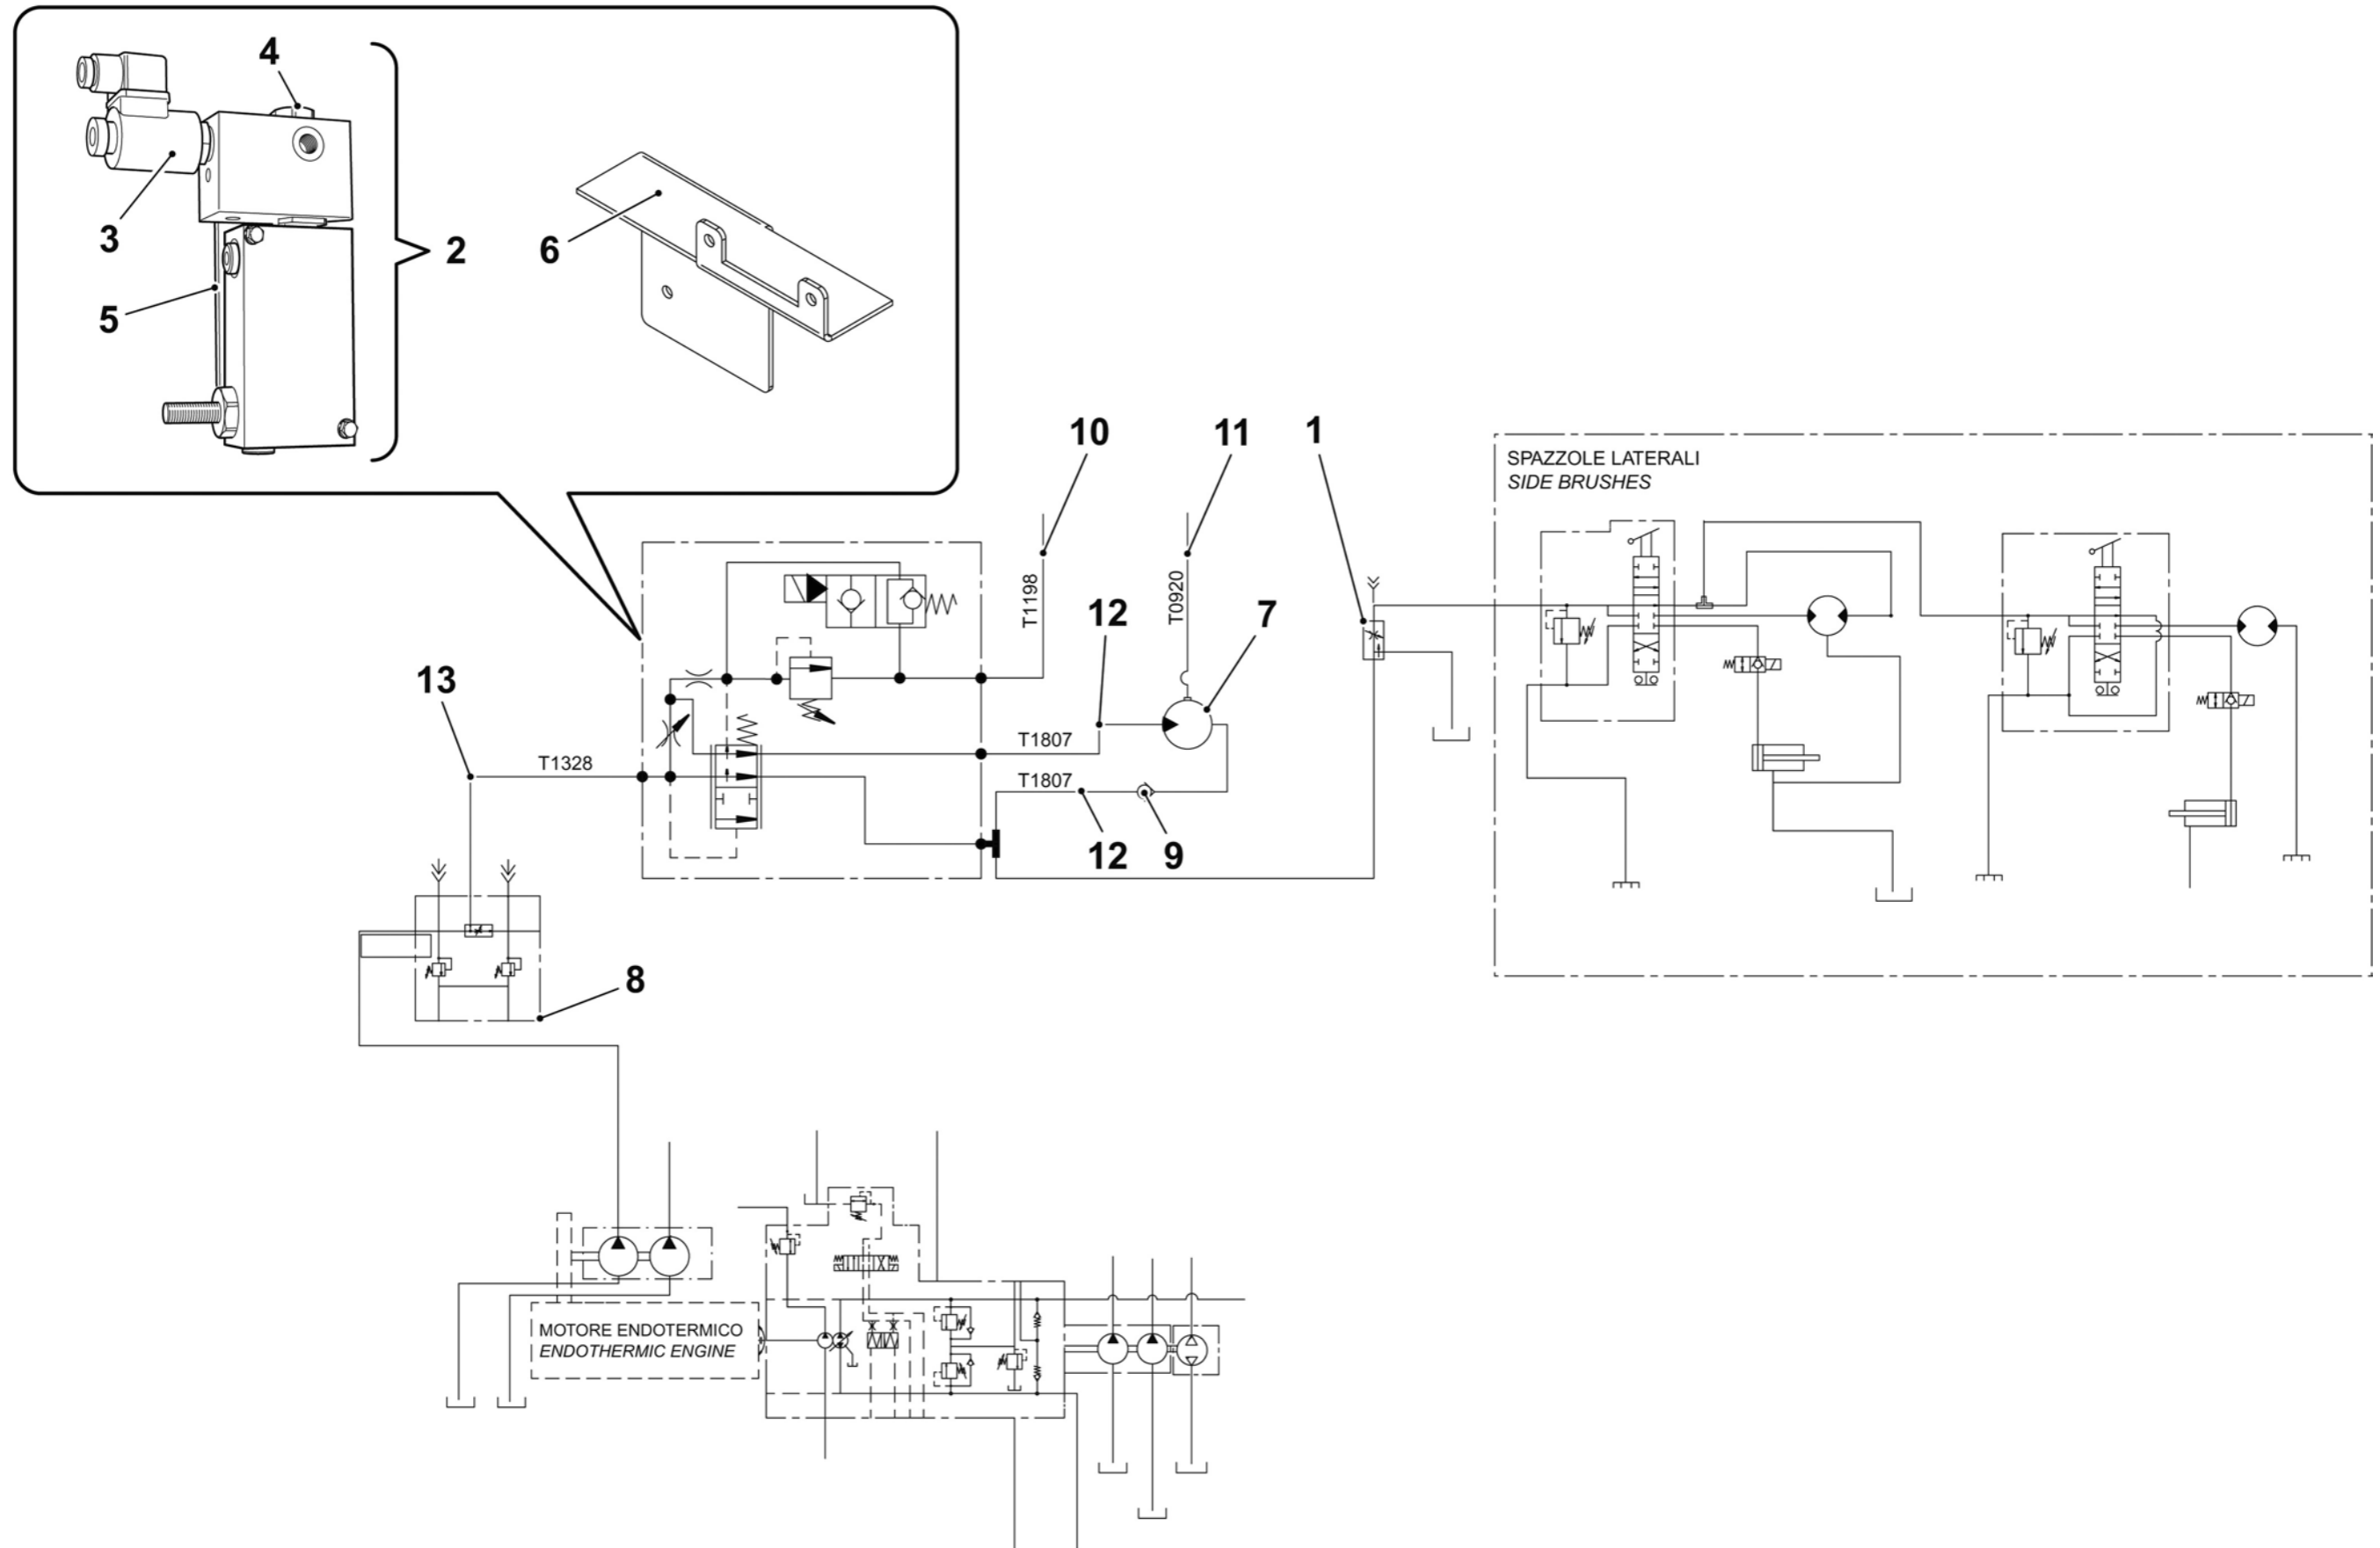 4
3
2
5
6
10
11
1
SPAZZOLE LATERALI
SIDE BRUSHES
T1198
T0920
12
7
13
T1807
T1328
T1807
12
9
8
MOTORE ENDOTERMICO
ENDOTHERMIC ENGINE